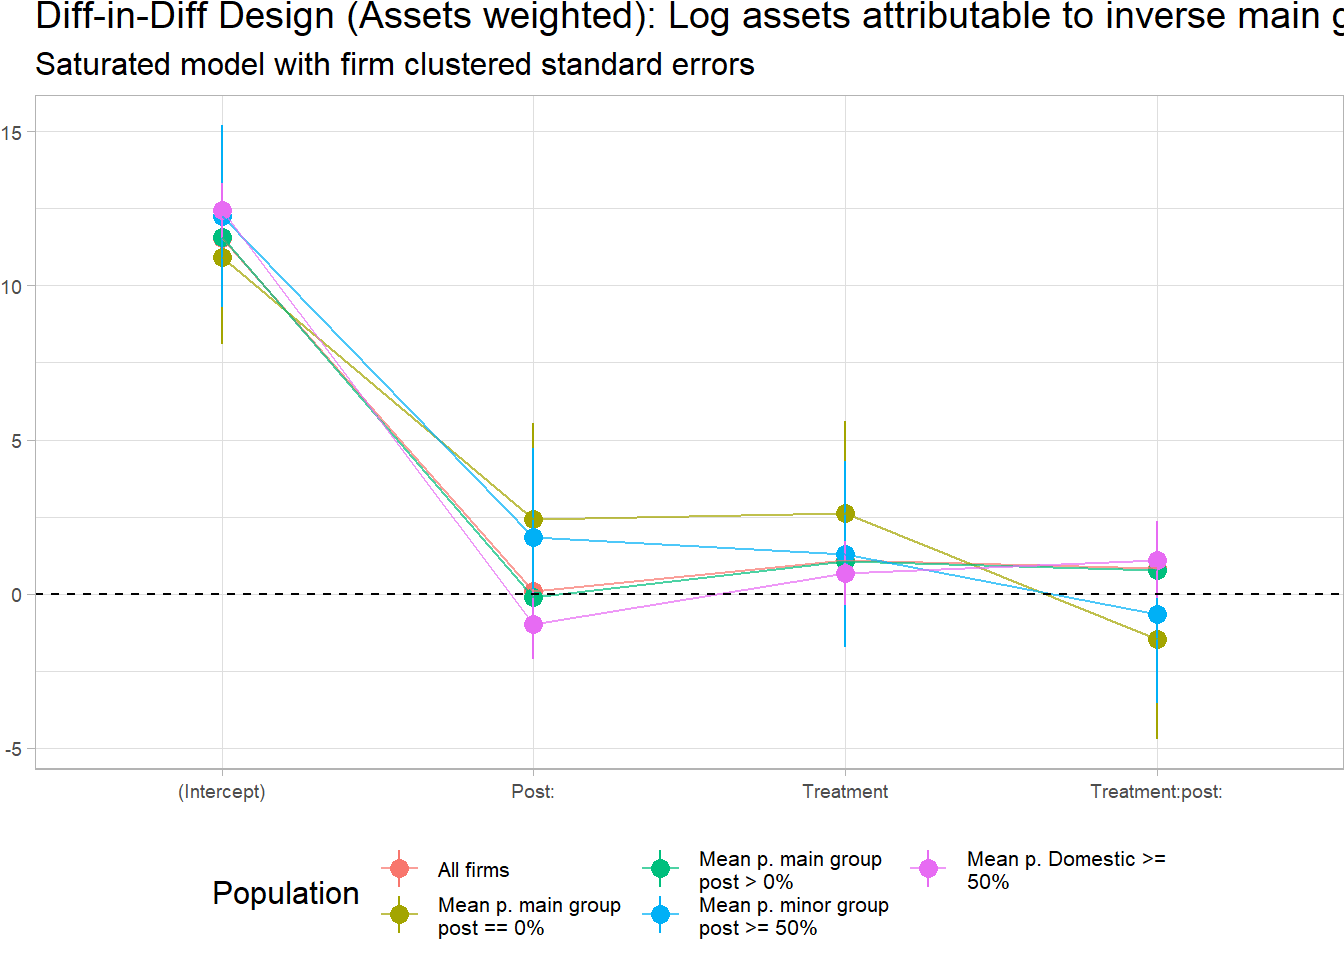 Diff-in-Diff Design (Assets weighted): Log assets attributable to inverse main g
Saturated model with firm clustered standard errors
15
10
5
0
-5
(Intercept)
Post:
Treatment
Treatment:post:
Population
All firms
Mean p. main group
post == 0%
Mean p. main group
post > 0%
Mean p. minor group
post >= 50%
Mean p. Domestic >=
50%